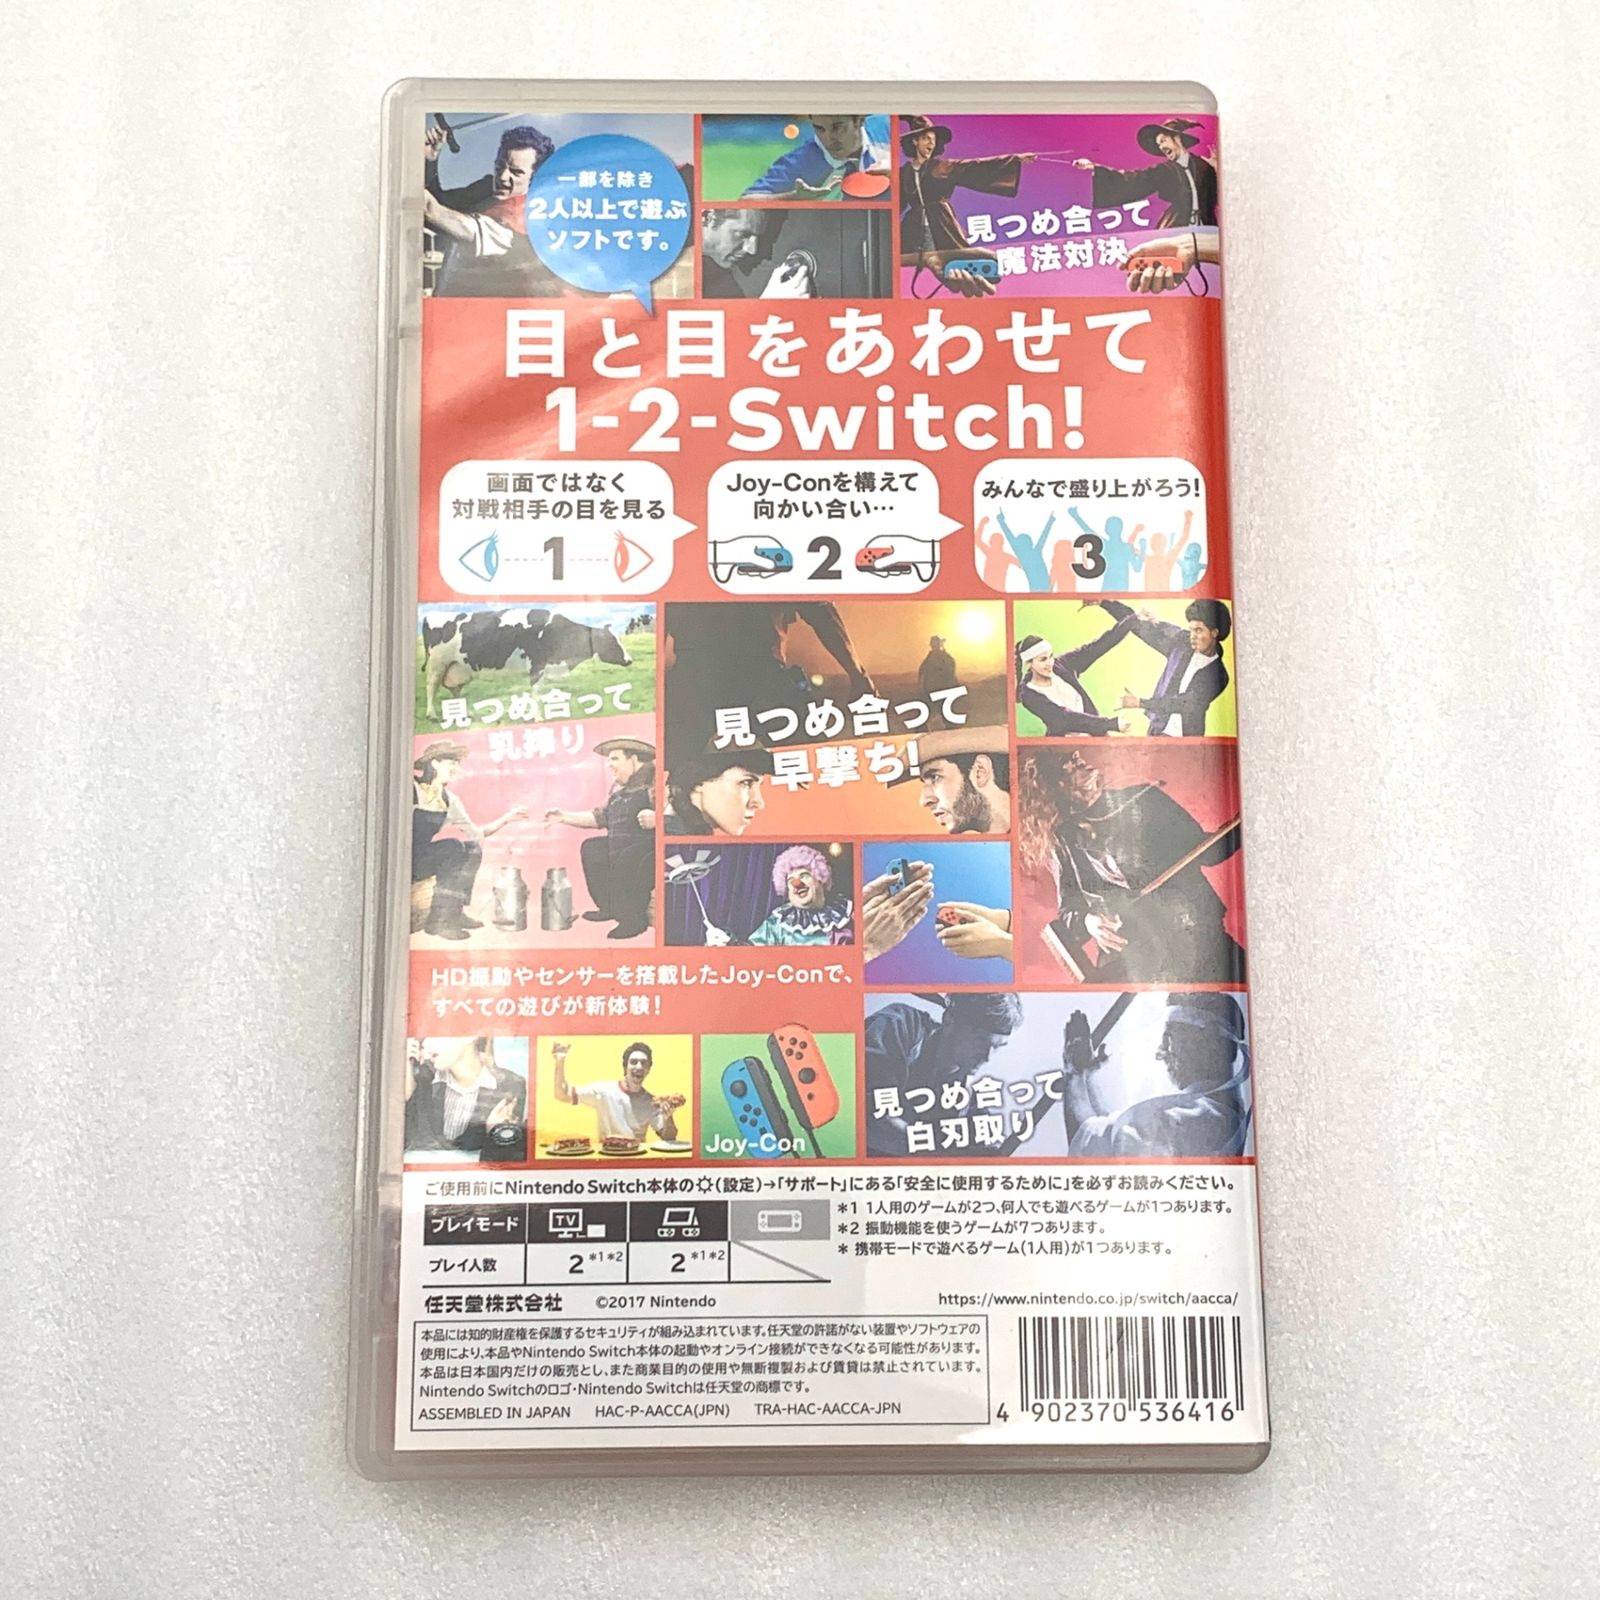 一部を除き
2人以上で遊ぶ
ソフトです。
見つめ合って
魔法対決
目と目をあわせて
1-2-Switch!
画面ではなく
対戦相手の目を見る
1
Joy-Conを構えて
向かい合い…
2
みんなで盛り上がろう!
3
見つめ合って
乳搾り
見つめ合って
早撃ち!
HD振動やセンサーを搭載したJoy-Conで、
すべての遊びが新体験!
Joy-Con
見つめ合って
白刃取り
ご使用前にNintendo Switch本体の(設定)→「サポート」にある「安全に使用するために」を必ずお読みください。
プレイモード TV
プレイ人数 2*1*2 2*1*2
*1 1人用のゲームが2つ、何人でも遊べるゲームが1つあります。
*2 振動機能を使うゲームが7つあります。
* 携帯モードで遊べるゲーム(1人用)が1つあります。
任天堂株式会社 ©2017 Nintendo
https://www.nintendo.co.jp/switch/aacca/
本品には知的財産権を保護するセキュリティが組み込まれています。任天堂の許諾がない装置やソフトウェアの
使用により、本品やNintendo Switch本体の起動やオンライン接続ができなくなる可能性があります。
本品は日本国内だけの販売とし、また商業目的の使用や無断複製および賃貸は禁止されています。
Nintendo Switchのロゴ・Nintendo Switchは任天堂の商標です。
ASSEMBLED IN JAPAN HAC-P-AACCA(JPN) TRA-HAC-AACCA-JPN
4 902370 536416